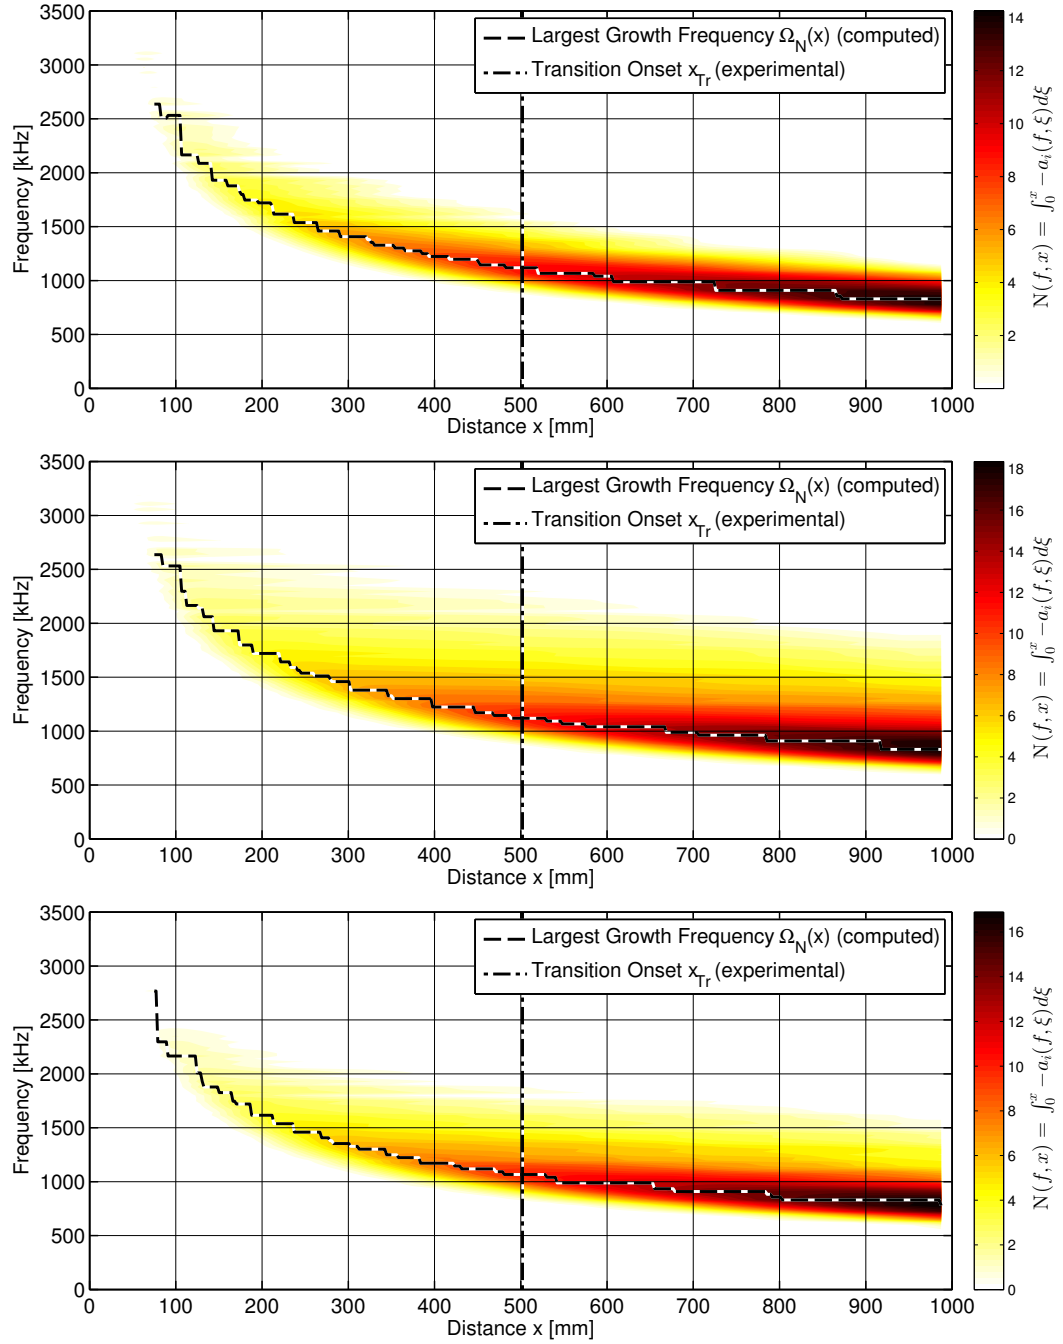 Largest Growth Frequency Ω_N(x) (computed)
Transition Onset x_Tr (experimental)
Frequency [kHz]
3500
3000
2500
2000
1500
1000
500
0
0 100 200 300 400 500 600 700 800 900 1000
Distance x [mm]
14
12
10
8
6
4
2
N(f, x) = ∫_0^x −a_i(f, ξ)dξ
Largest Growth Frequency Ω_N(x) (computed)
Transition Onset x_Tr (experimental)
Frequency [kHz]
3500
3000
2500
2000
1500
1000
500
0
0 100 200 300 400 500 600 700 800 900 1000
Distance x [mm]
18
16
14
12
10
8
6
4
2
0
N(f, x) = ∫_0^x −a_i(f, ξ)dξ
Largest Growth Frequency Ω_N(x) (computed)
Transition Onset x_Tr (experimental)
Frequency [kHz]
3500
3000
2500
2000
1500
1000
500
0
0 100 200 300 400 500 600 700 800 900 1000
Distance x [mm]
16
14
12
10
8
6
4
2
0
N(f, x) = ∫_0^x −a_i(f, ξ)dξ